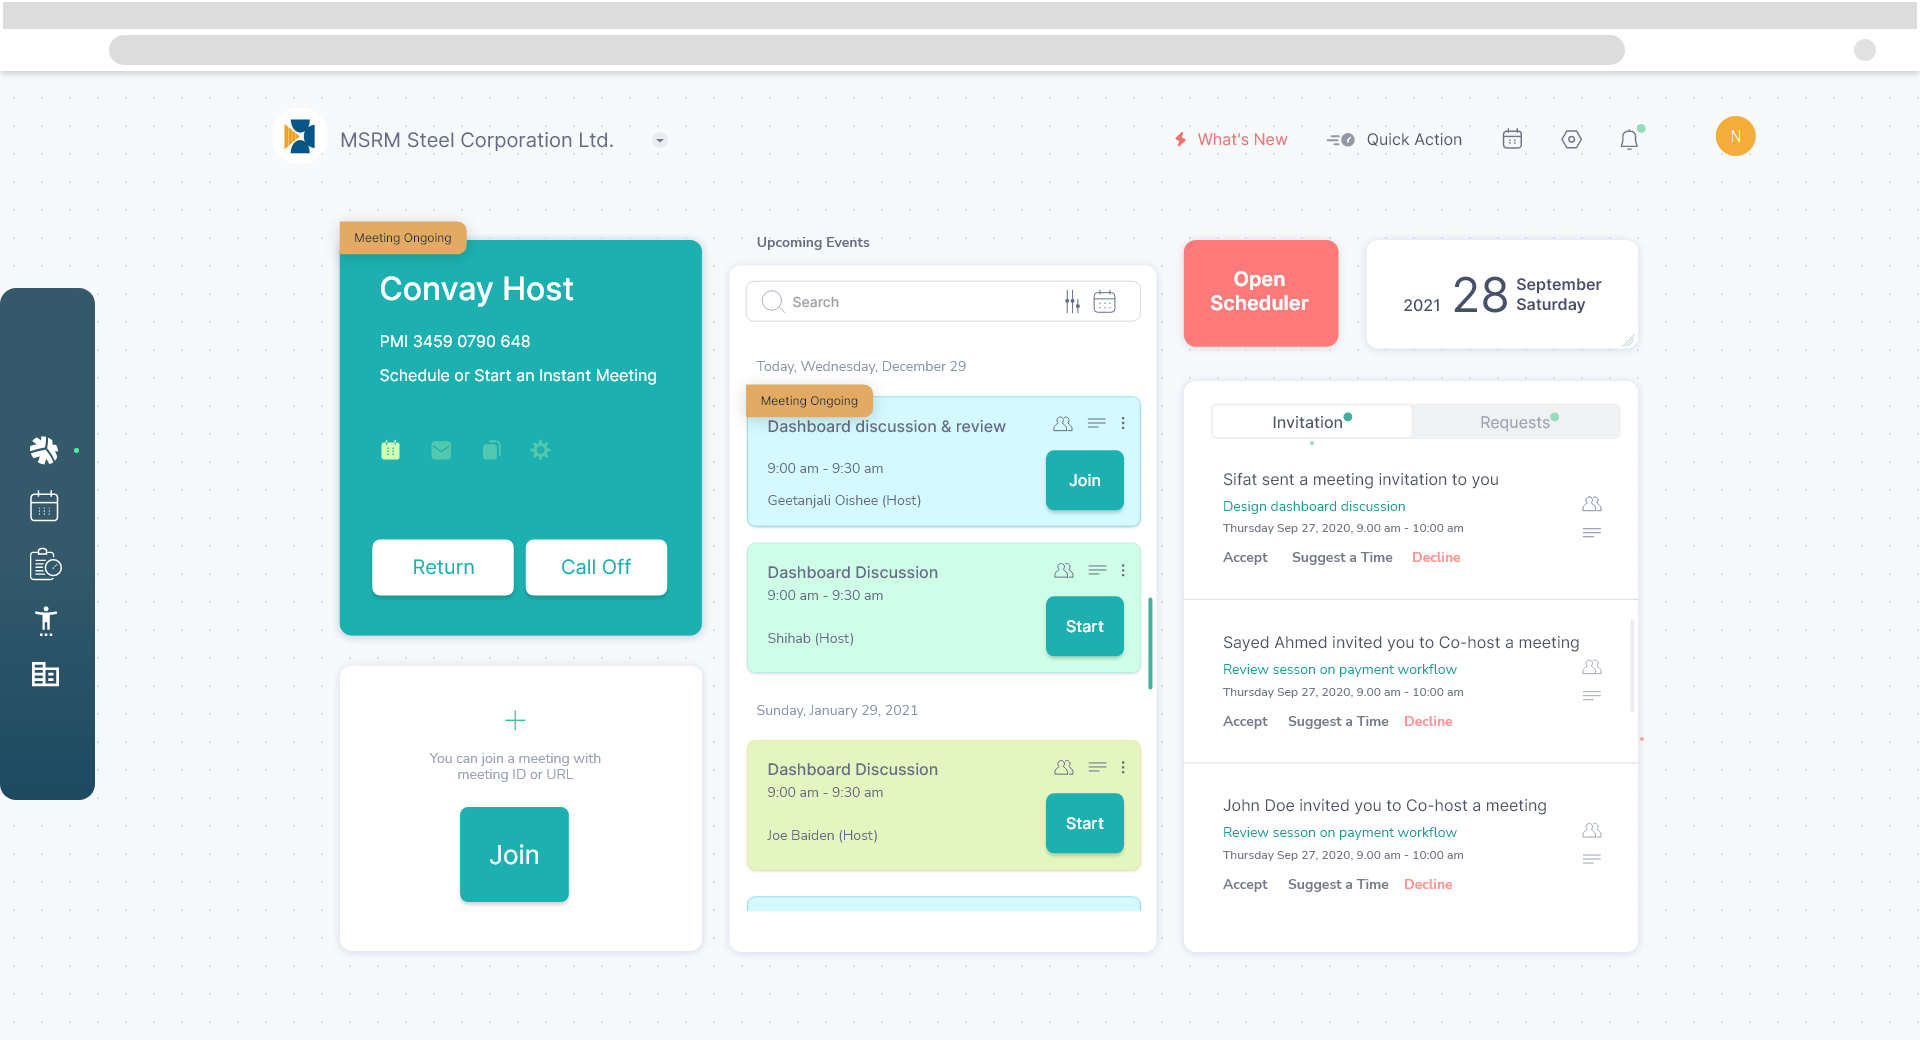 MSRM Steel Corporation Ltd.
What's New
Quick Action
N
Meeting Ongoing
Convay Host
PMI 3459 0790 648
Schedule or Start an Instant Meeting
Return
Call Off
You can join a meeting with
meeting ID or URL
Join
Upcoming Events
Search
Today, Wednesday, December 29
Meeting Ongoing
Dashboard discussion & review
9:00 am - 9:30 am
Geetanjali Oishee (Host)
Join
Dashboard Discussion
9:00 am - 9:30 am
Shihab (Host)
Start
Sunday, January 29, 2021
Dashboard Discussion
9:00 am - 9:30 am
Joe Baiden (Host)
Start
Open
Scheduler
2021
28
September
Saturday
Invitation
Requests
Sifat sent a meeting invitation to you
Design dashboard discussion
Thursday Sep 27, 2020, 9.00 am - 10:00 am
Accept Suggest a Time Decline
Sayed Ahmed invited you to Co-host a meeting
Review sesson on payment workflow
Thursday Sep 27, 2020, 9.00 am - 10:00 am
Accept Suggest a Time Decline
John Doe invited you to Co-host a meeting
Review sesson on payment workflow
Thursday Sep 27, 2020, 9.00 am - 10:00 am
Accept Suggest a Time Decline